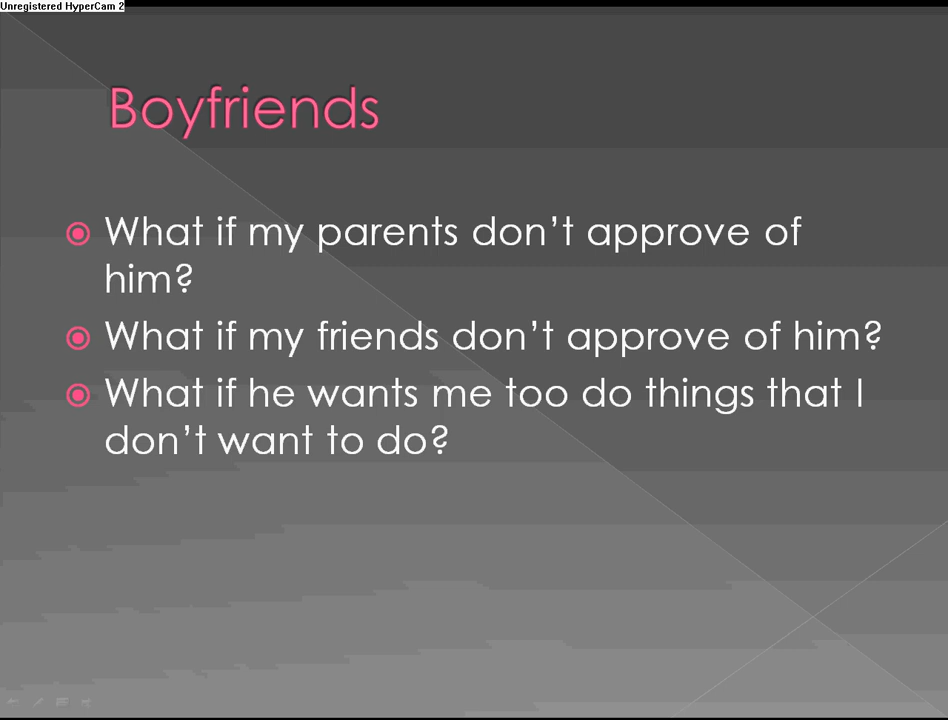 Unregistered HyperCam 2
Boyfriends
What if my parents don't approve of
him?
What if my friends don't approve of him?
What if he wants me too do things that I
don't want to do?